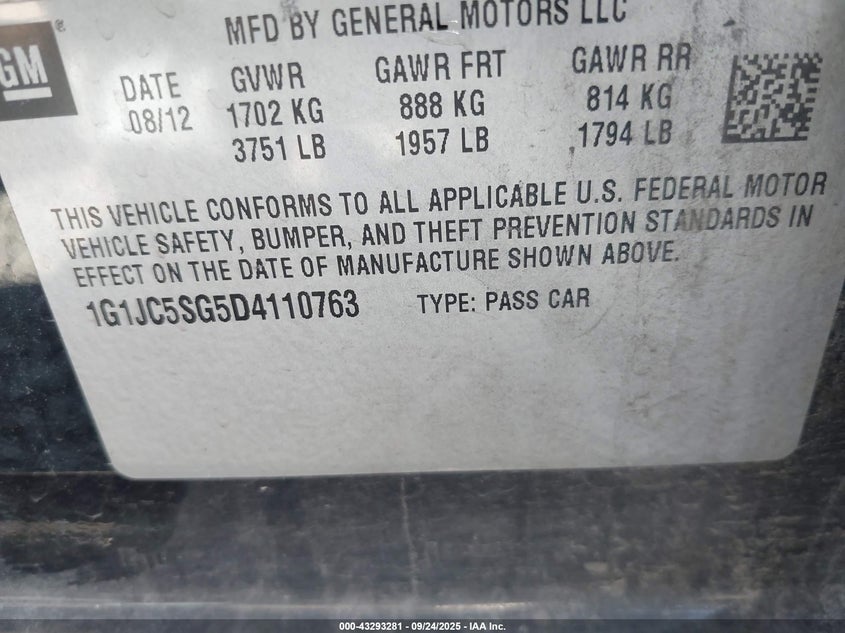 MFD BY GENERAL MOTORS LLC
GM ®
DATE GVWR GAWR FRT GAWR RR
08/12 1702 KG 888 KG 814 KG
3751 LB 1957 LB 1794 LB
THIS VEHICLE CONFORMS TO ALL APPLICABLE U.S. FEDERAL MOTOR
VEHICLE SAFETY, BUMPER, AND THEFT PREVENTION STANDARDS IN
EFFECT ON THE DATE OF MANUFACTURE SHOWN ABOVE.
1G1JC5SG5D4110763 TYPE: PASS CAR
000-43293281 - 09/24/2025 - IAA Inc.